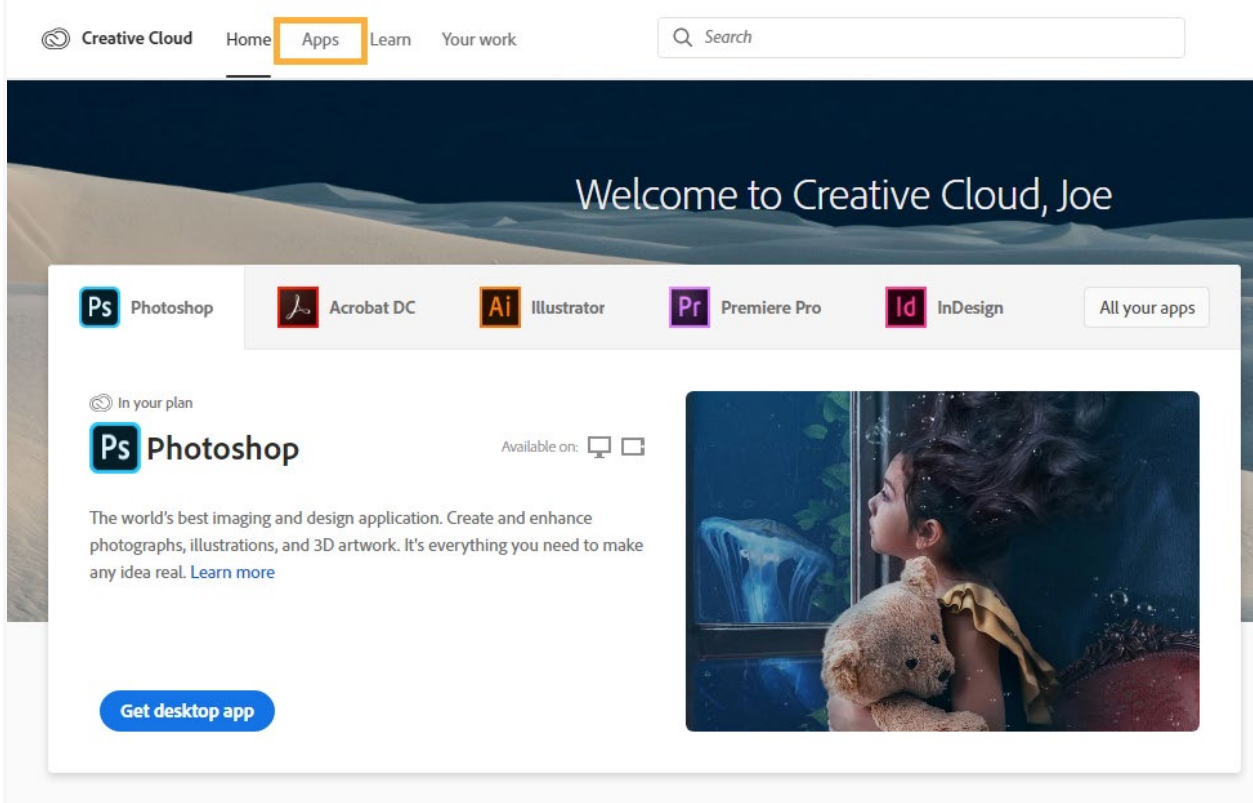 Creative Cloud Home Apps Learn Your work Search
Welcome to Creative Cloud, Joe
Ps Photoshop Acrobat DC Ai Illustrator Pr Premiere Pro Id InDesign All your apps
In your plan
Ps Photoshop Available on:
The world's best imaging and design application. Create and enhance
photographs, illustrations, and 3D artwork. It's everything you need to make
any idea real. Learn more
Get desktop app